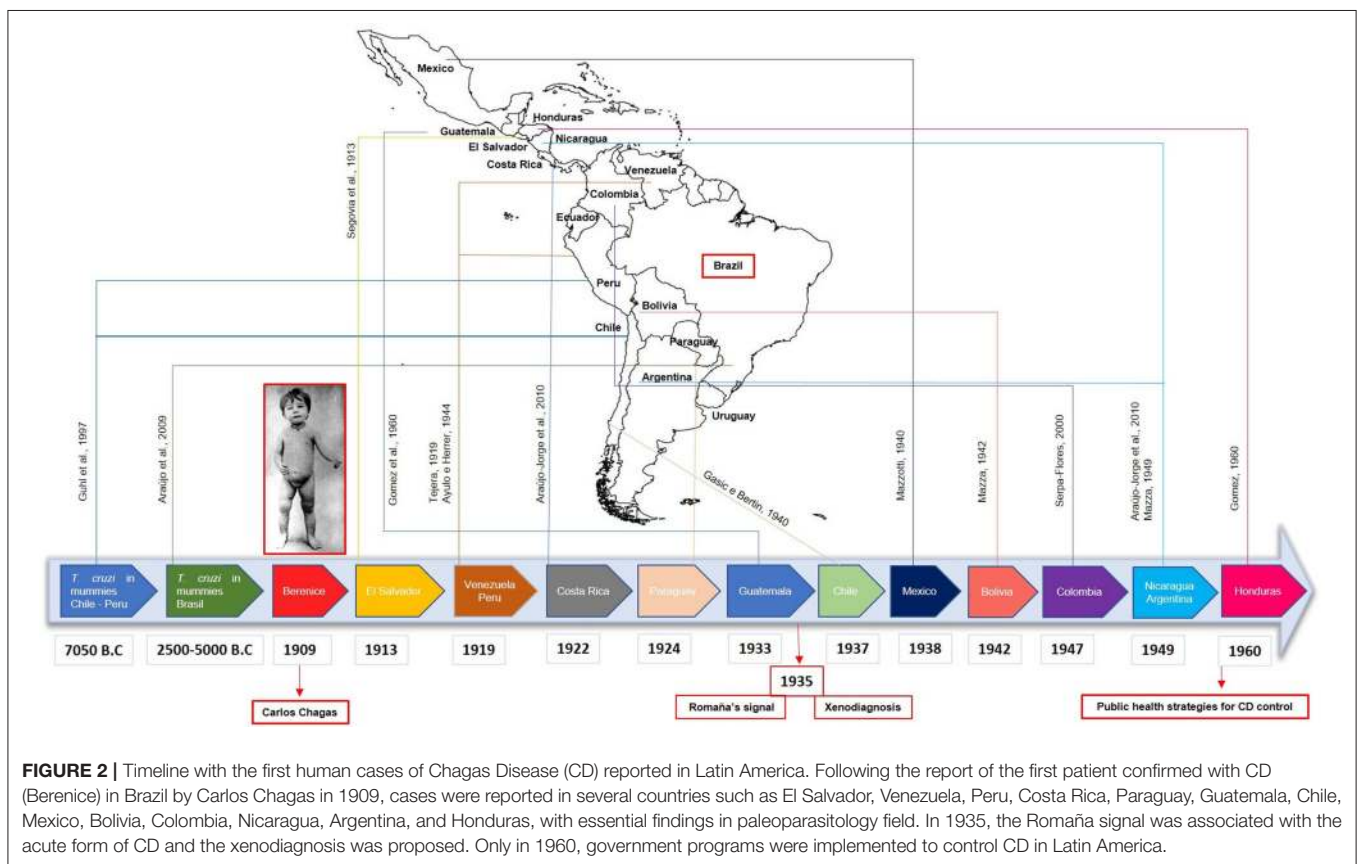 Mexico
Honduras
Guatemala
Nicaragua
El Salvador
Costa Rica
Venezuela
Colombia
Ecuador
Brazil
Peru
Bolivia
Chile
Paraguay
Argentina
Uruguay
Guhl et al., 1997
Araújo et al., 2009
Segovia et al., 1913
Gomez et al., 1960
Tejera, 1919
Ayulo e Herrer, 1944
Araújo-Jorge et al., 2010
Gasic e Bertin, 1940
Mazzotti, 1940
Mazza, 1942
Serpa-Flores, 2000
Araújo-Jorge et al., 2010
Mazza, 1949
Gomez, 1960
T. cruzi in
mummies
Chile - Peru
T. cruzi in
mummies
Brasil
Berenice
El Salvador
Venezuela
Peru
Costa Rica
Paraguay
Guatemala
Chile
Mexico
Bolivia
Colombia
Nicaragua
Argentina
Honduras
7050 B.C
2500-5000 B.C
1909
1913
1919
1922
1924
1933
1937
1938
1942
1947
1949
1960
1935
Carlos Chagas
Romaña's signal
Xenodiagnosis
Public health strategies for CD control
FIGURE 2 | Timeline with the first human cases of Chagas Disease (CD) reported in Latin America. Following the report of the first patient confirmed with CD
(Berenice) in Brazil by Carlos Chagas in 1909, cases were reported in several countries such as El Salvador, Venezuela, Peru, Costa Rica, Paraguay, Guatemala, Chile,
Mexico, Bolivia, Colombia, Nicaragua, Argentina, and Honduras, with essential findings in paleoparasitology field. In 1935, the Romaña signal was associated with the
acute form of CD and the xenodiagnosis was proposed. Only in 1960, government programs were implemented to control CD in Latin America.